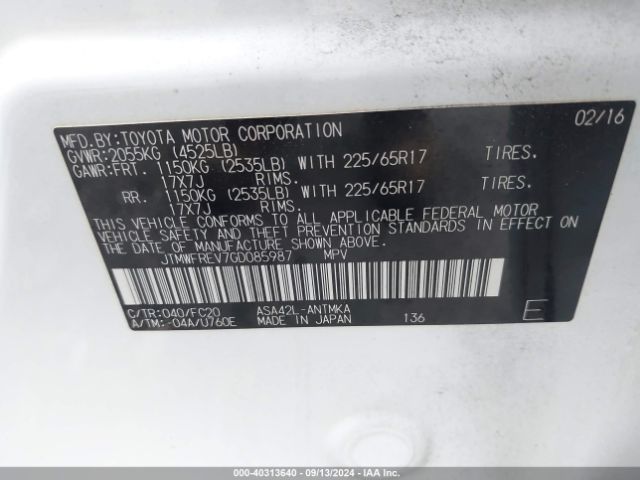 MFD.BY:TOYOTA MOTOR CORPORATION 02/16
GVWR:2055KG (4525LB)
GAWR:FRT. 1150KG (2535LB) WITH 225/65R17 TIRES.
17X7J RIMS.
RR. 1150KG (2535LB) WITH 225/65R17 TIRES.
17X7J RIMS.
THIS VEHICLE CONFORMS TO ALL APPLICABLE FEDERAL MOTOR
VEHICLE SAFETY AND THEFT PREVENTION STANDARDS IN EFFECT ON
THE DATE OF MANUFACTURE SHOWN ABOVE.
JTMWFREV7GD085987 MPV
C/TR:040/FC20 ASA42L-ANTMKA
A/TM:-04A/U760E MADE IN JAPAN 136 E
000-40313640 - 09/13/2024 - IAAI.COM